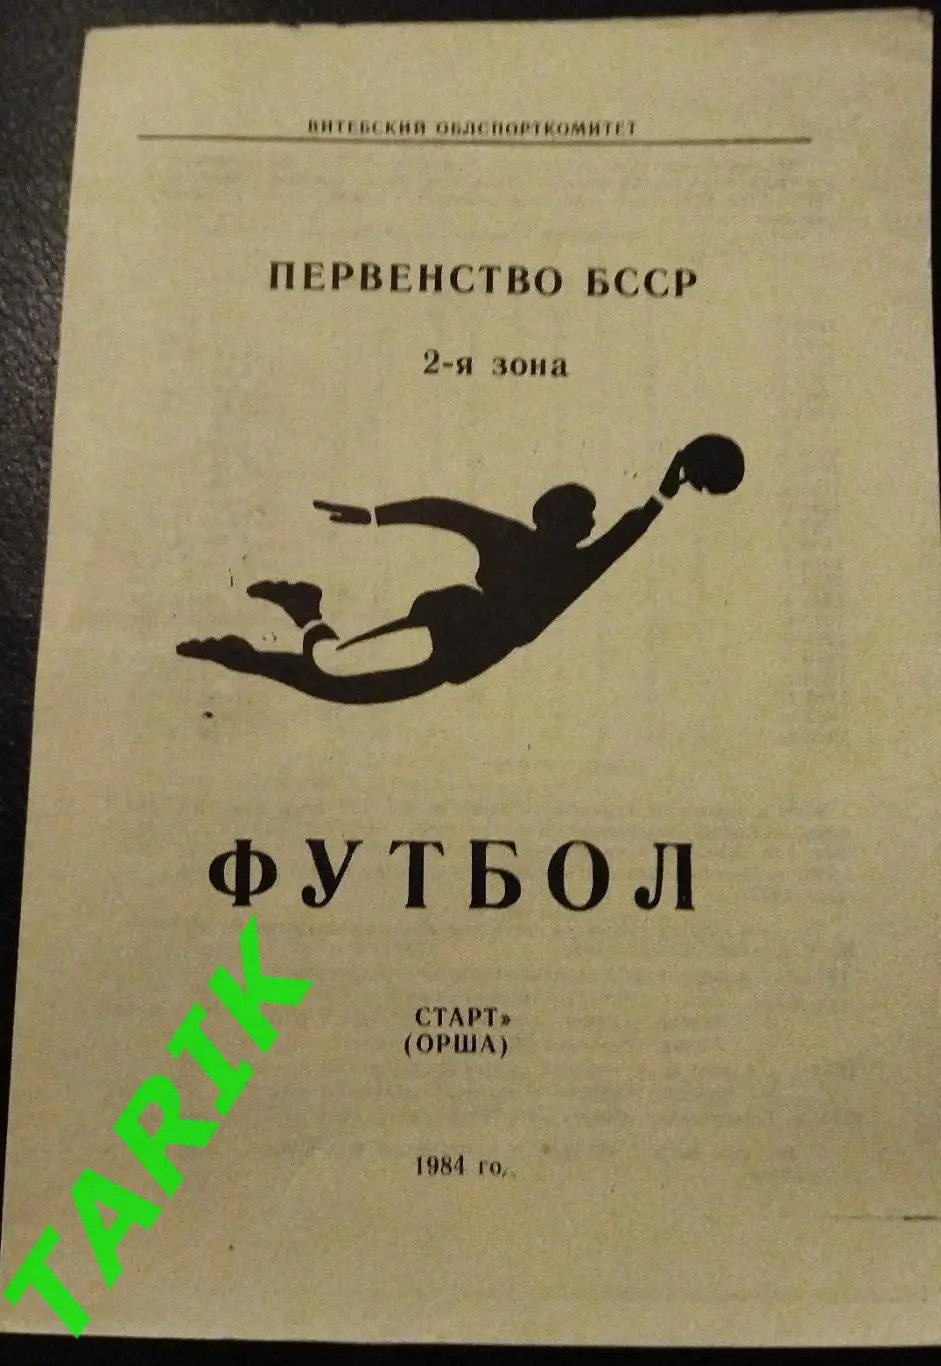 ВИТЕБСКИЙ ОБЛСПОРТКОМИТЕТ
ПЕРВЕНСТВО БССР
2-я зона
ФУТБОЛ
СТАРТ»
(ОРША)
1984 го
TARIK